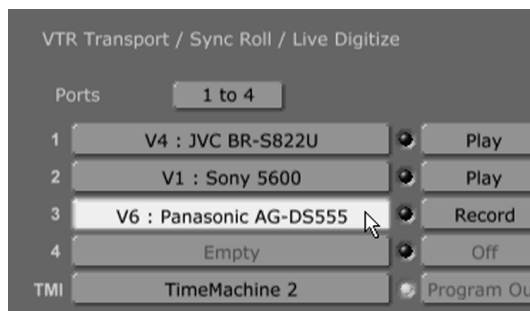 VTR Transport / Sync Roll / Live Digitize
Ports 1 to 4
1 V4 : JVC BR-S822U Play
2 V1 : Sony 5600 Play
3 V6 : Panasonic AG-DS555 Record
4 Empty Off
TMI TimeMachine 2 Program Ou